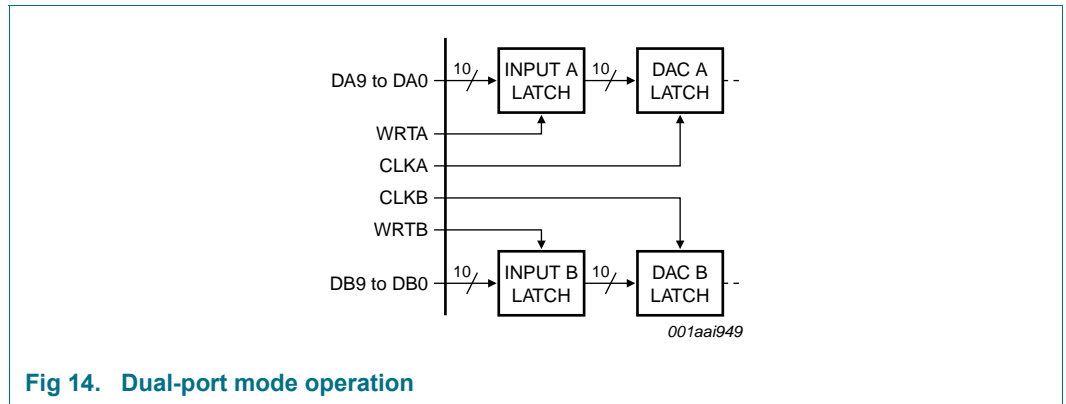 DA9 to DA0
10
INPUT A
LATCH
10
DAC A
LATCH
WRTA
CLKA
CLKB
WRTB
DB9 to DB0
10
INPUT B
LATCH
10
DAC B
LATCH
001aai949
Fig 14. Dual-port mode operation